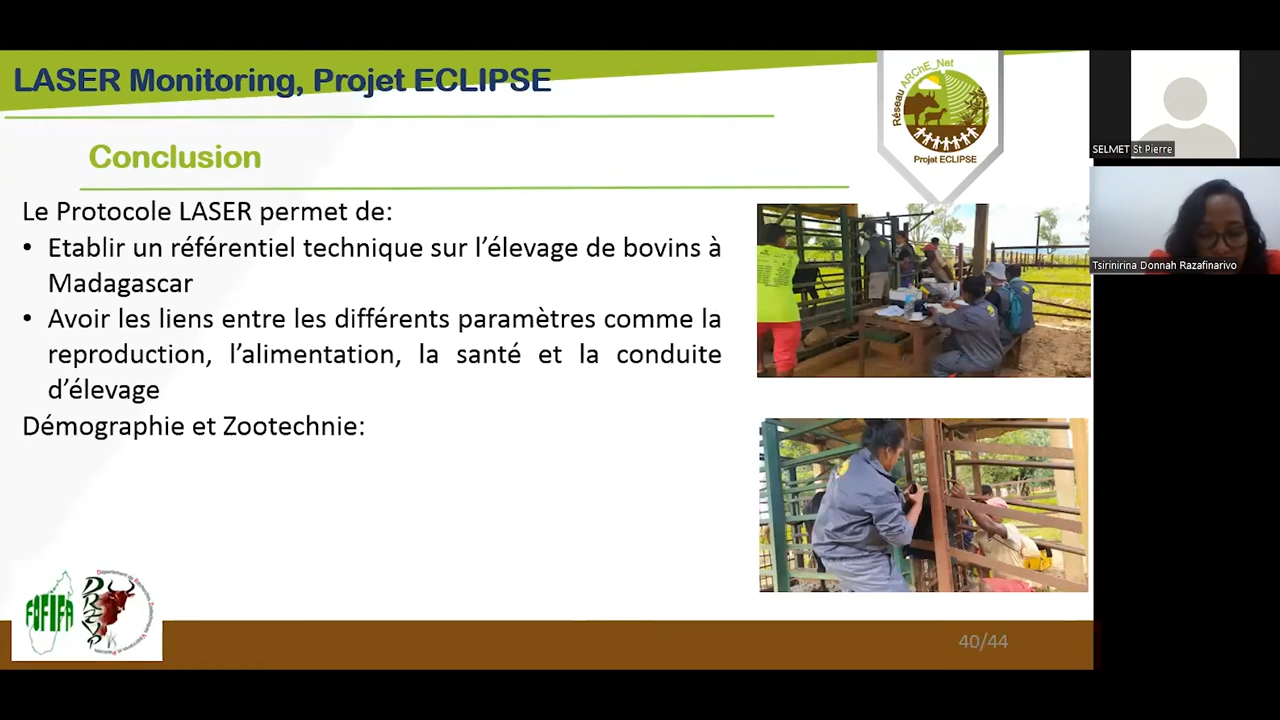 LASER Monitoring, Projet ECLIPSE
Réseau ARChE_Net
Projet ECLIPSE
Conclusion
Le Protocole LASER permet de:
• Etablir un référentiel technique sur l’élevage de bovins à
Madagascar
• Avoir les liens entre les différents paramètres comme la
reproduction, l’alimentation, la santé et la conduite
d’élevage
Démographie et Zootechnie:
SELMET St Pierre
Tsirinirina Donnah Razafinarivo
FOFIFA
DRZVP
40/44